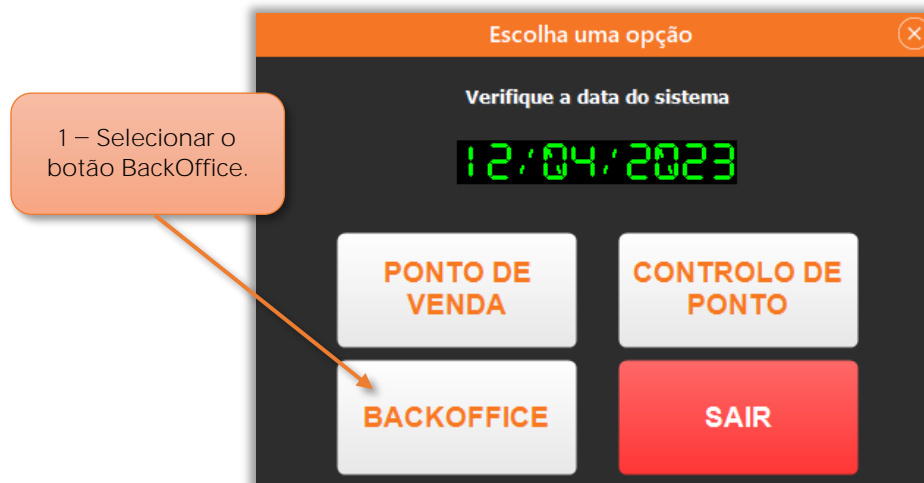 Escolha uma opção
Verifique a data do sistema
1 – Selecionar o
botão BackOffice.
12/04/2023
PONTO DE
VENDA
CONTROLO DE
PONTO
BACKOFFICE
SAIR